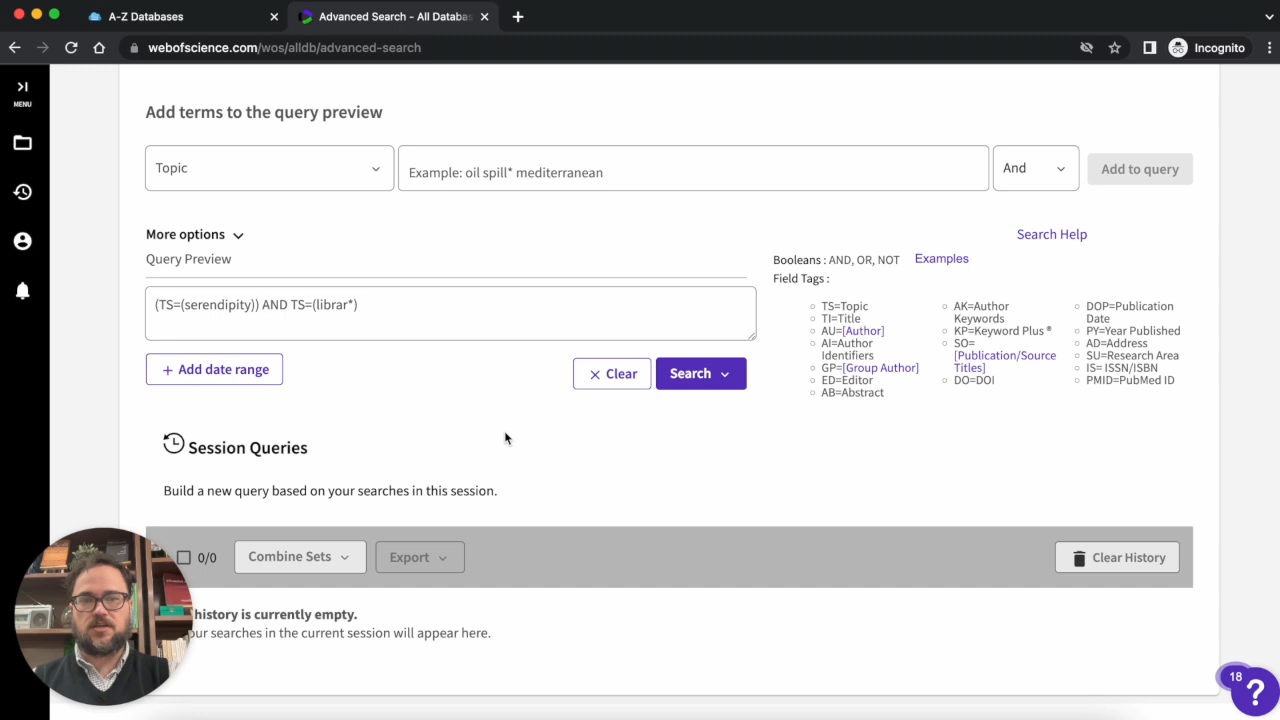 A-Z Databases
Advanced Search - All Databas
webofscience.com/wos/alldb/advanced-search
Incognito
MENU
Add terms to the query preview
Topic
Example: oil spill* mediterranean
And
Add to query
More options
Search Help
Query Preview
Booleans : AND, OR, NOT
Examples
Field Tags :
(TS=(serendipity)) AND TS=(librar*)
TS=Topic
TI=Title
AU=[Author]
AI=Author
Identifiers
GP=[Group Author]
ED=Editor
AB=Abstract
AK=Author
Keywords
KP=Keyword Plus ®
SO=
[Publication/Source
Titles]
DO=DOI
DOP=Publication
Date
PY=Year Published
AD=Address
SU=Research Area
IS= ISSN/ISBN
PMID=PubMed ID
+ Add date range
Clear
Search
Session Queries
Build a new query based on your searches in this session.
0/0
Combine Sets
Export
Clear History
history is currently empty.
our searches in the current session will appear here.
18
?